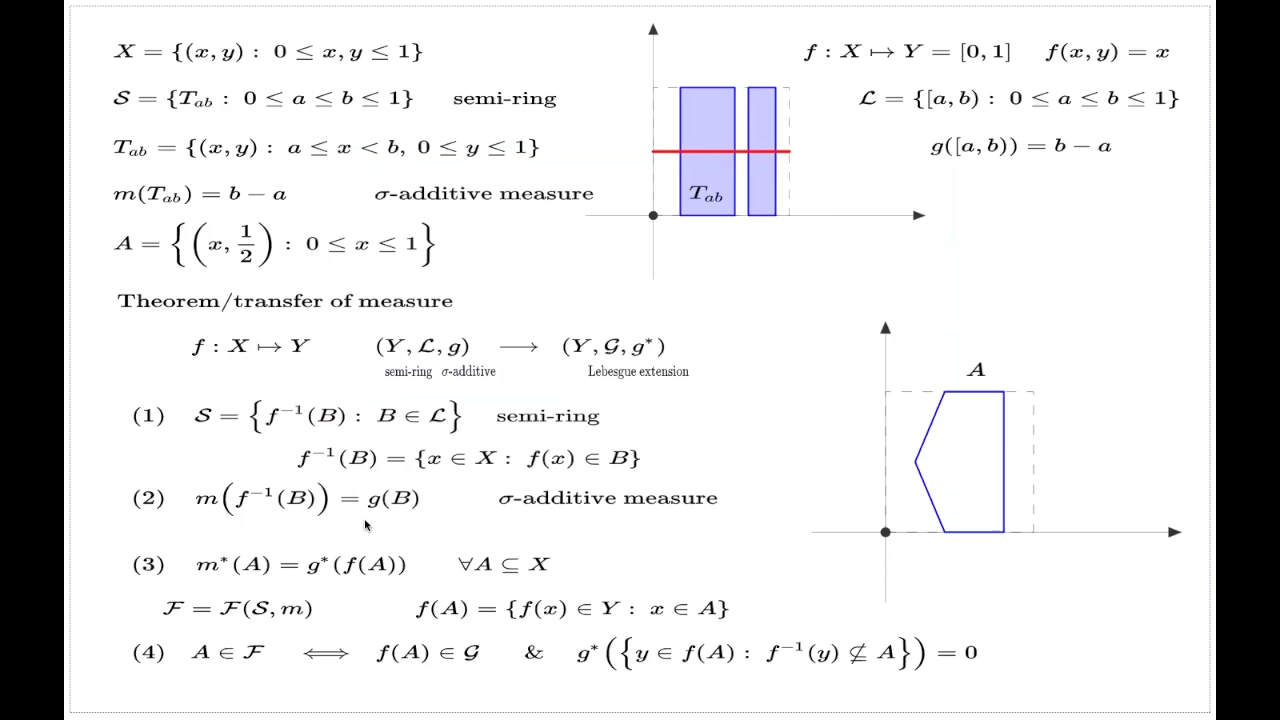 X = {(x, y) : 0 ≤ x, y ≤ 1}
f : X ↦ Y = [0, 1] f(x, y) = x
S = {T_ab : 0 ≤ a ≤ b ≤ 1} semi-ring
L = {[a, b) : 0 ≤ a ≤ b ≤ 1}
T_ab = {(x, y) : a ≤ x < b, 0 ≤ y ≤ 1}
g([a, b)) = b − a
m(T_ab) = b − a σ-additive measure
T_ab
A = {(x, 1/2) : 0 ≤ x ≤ 1}
Theorem/transfer of measure
f : X ↦ Y (Y, L, g) ⟶ (Y, G, g*)
semi-ring σ-additive Lebesgue extension
A
(1) S = {f⁻¹(B) : B ∈ L} semi-ring
f⁻¹(B) = {x ∈ X : f(x) ∈ B}
(2) m(f⁻¹(B)) = g(B) σ-additive measure
(3) m*(A) = g*(f(A)) ∀A ⊆ X
F = F(S, m) f(A) = {f(x) ∈ Y : x ∈ A}
(4) A ∈ F ⟺ f(A) ∈ G & g*({y ∈ f(A) : f⁻¹(y) ⊈ A}) = 0